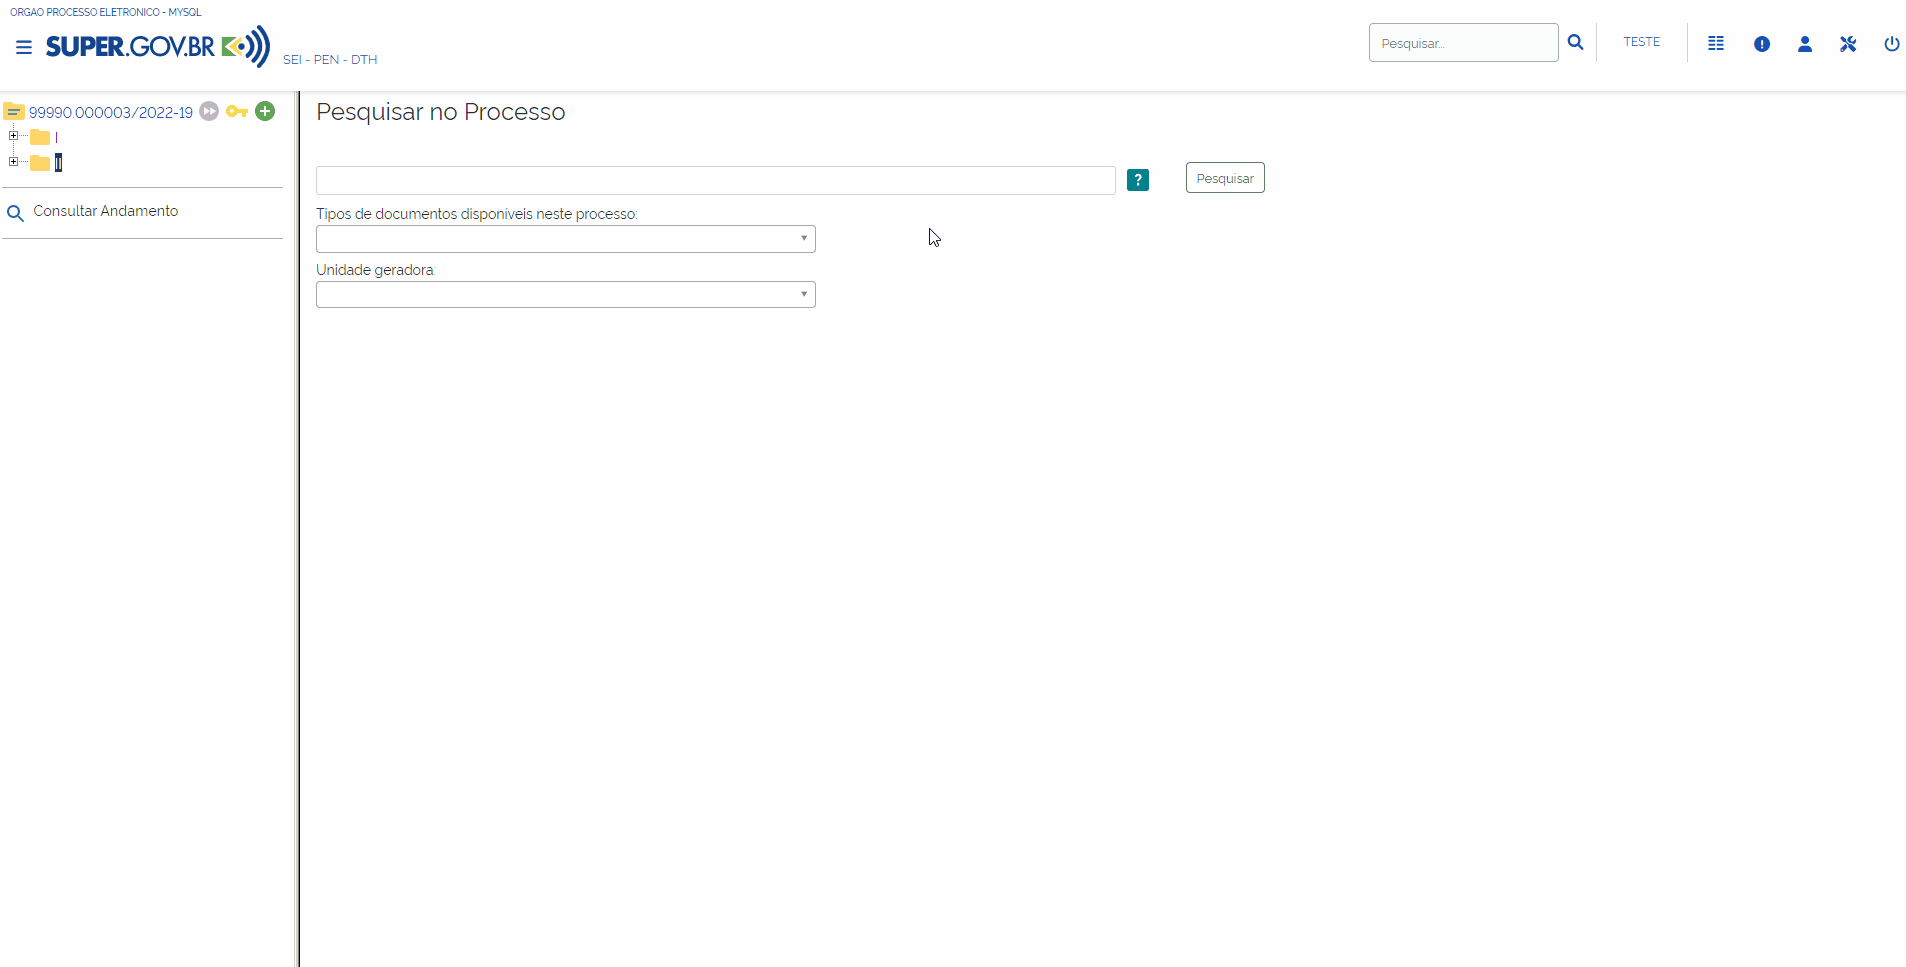 ORGAO PROCESSO ELETRONICO - MYSQL
SUPER.GOV.BR
SEI - PEN - DTH
Pesquisar...
TESTE
99990.000003/2022-19
I
II
Consultar Andamento
Pesquisar no Processo
?
Pesquisar
Tipos de documentos disponíveis neste processo:
Unidade geradora: